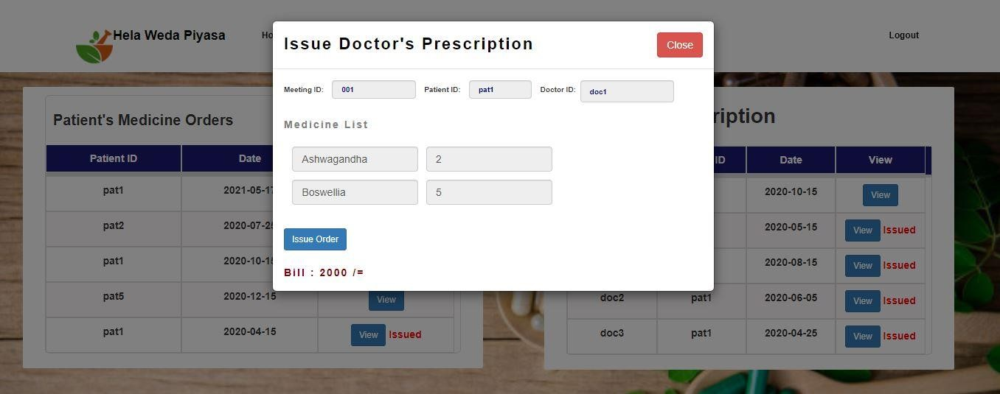 Hela Weda Piyasa
Ho
Logout
Issue Doctor's Prescription
Close
Meeting ID: 001 Patient ID: pat1 Doctor ID: doc1
Medicine List
Ashwagandha 2
Boswellia 5
Issue Order
Bill : 2000 /=
Patient's Medicine Orders
Patient ID Date
pat1 2021-05-17
pat2 2020-07-25
pat1 2020-10-15
pat5 2020-12-15 View
pat1 2020-04-15 View Issued
ription
ID Date View
2020-10-15 View
2020-05-15 View Issued
2020-08-15 View Issued
doc2 pat1 2020-06-05 View Issued
doc3 pat1 2020-04-25 View Issued